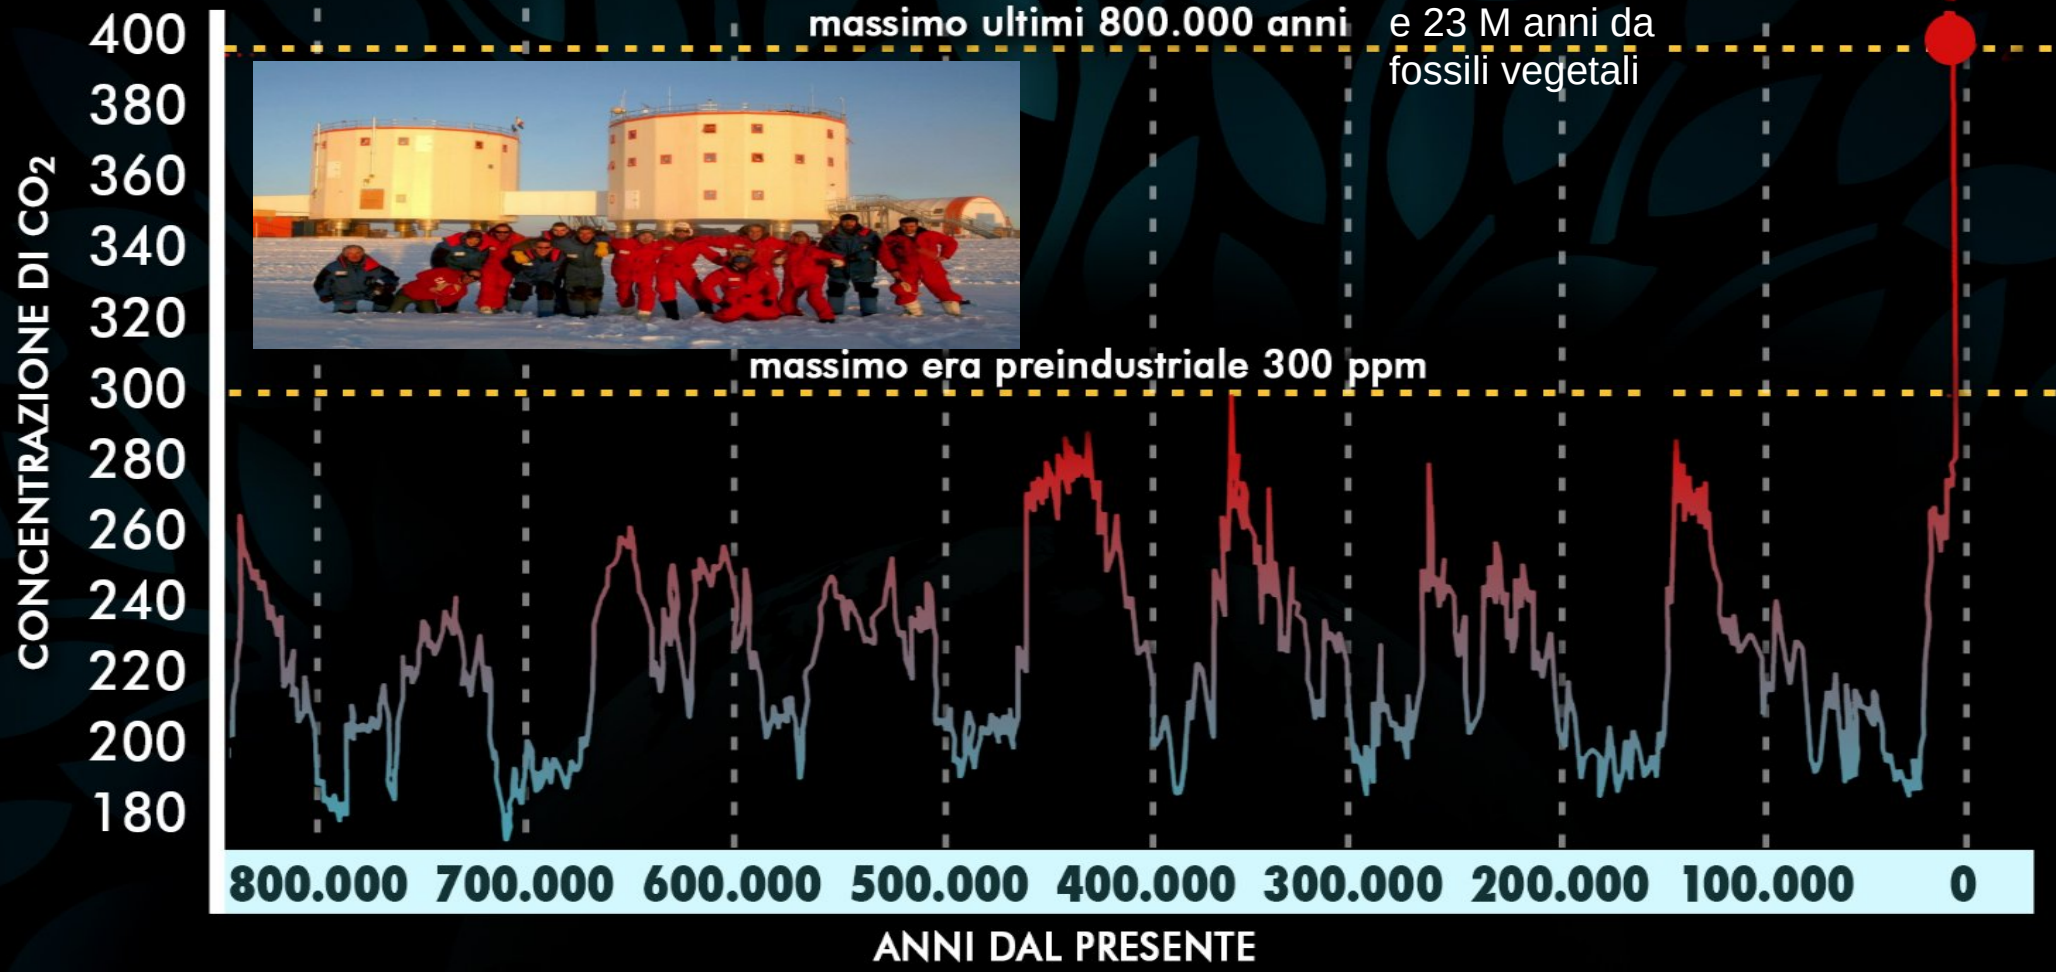 massimo ultimi 800.000 anni
e 23 M anni da
fossili vegetali
400
380
360
340
320
300
280
260
240
220
200
180
CONCENTRAZIONE DI CO₂
massimo era preindustriale 300 ppm
800.000 700.000 600.000 500.000 400.000 300.000 200.000 100.000 0
ANNI DAL PRESENTE